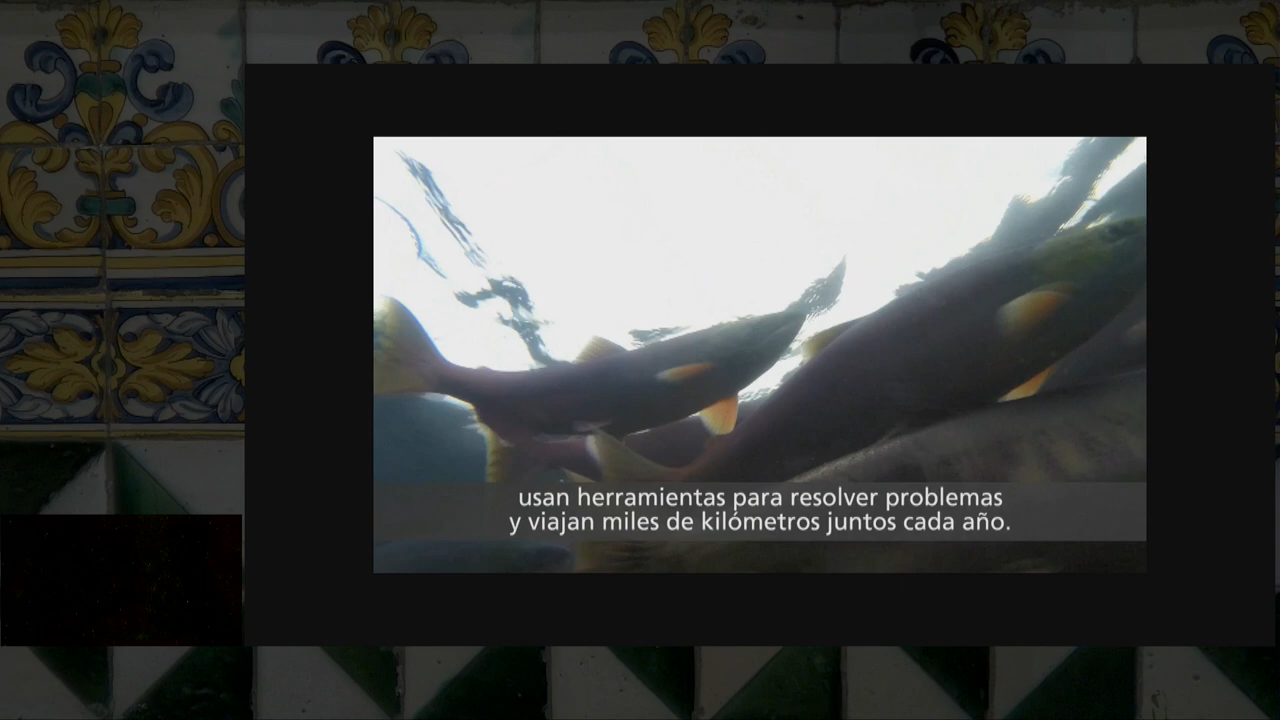 usan herramientas para resolver problemas
y viajan miles de kilómetros juntos cada año.